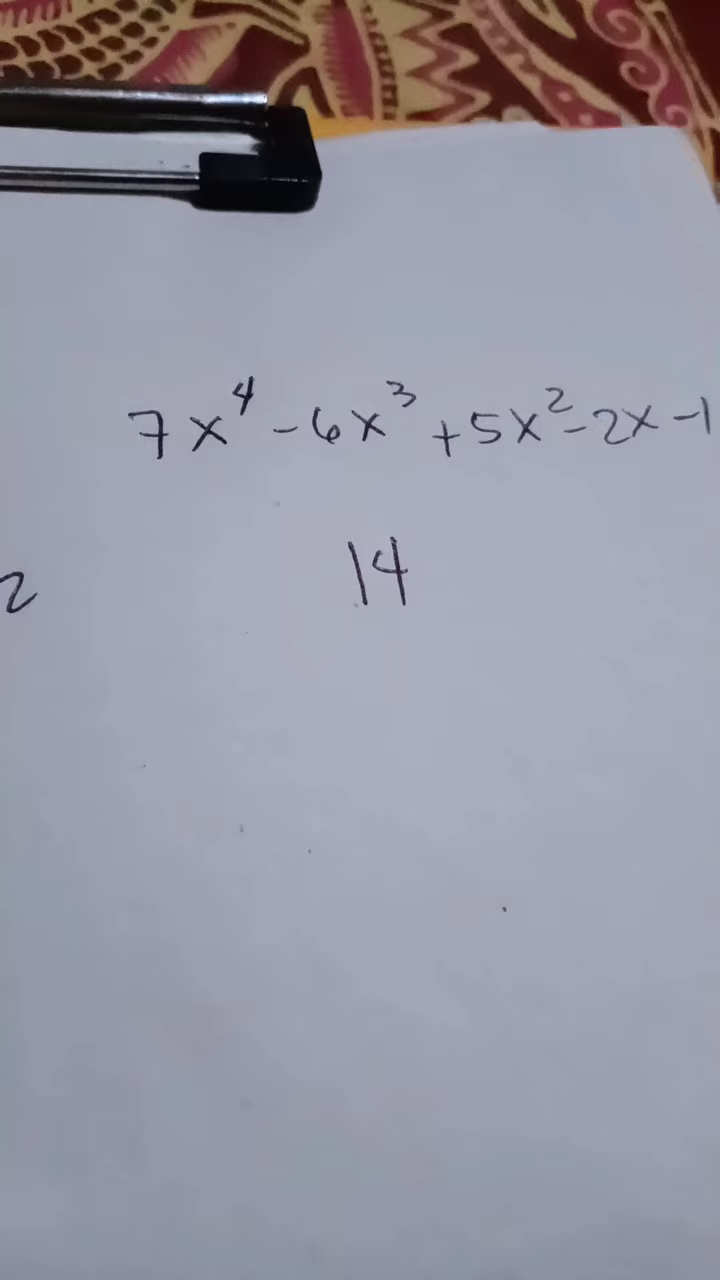 7x⁴ - 6x³ + 5x² - 2x - 1
2 14